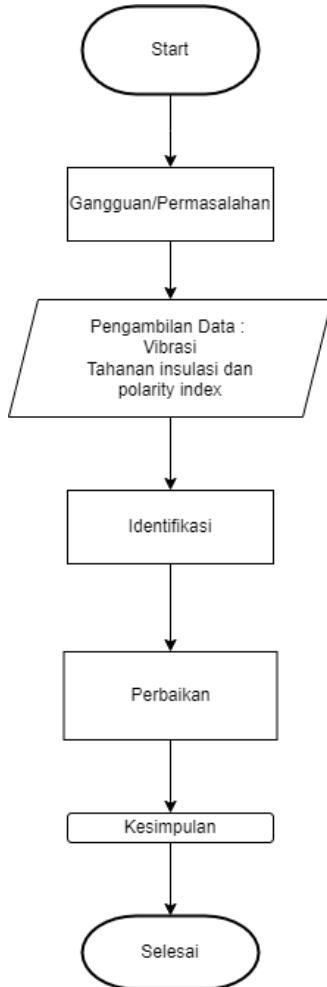 Start
Gangguan/Permasalahan
Pengambilan Data :
Vibrasi
Tahanan insulasi dan
polarity index
Identifikasi
Perbaikan
Kesimpulan
Selesai